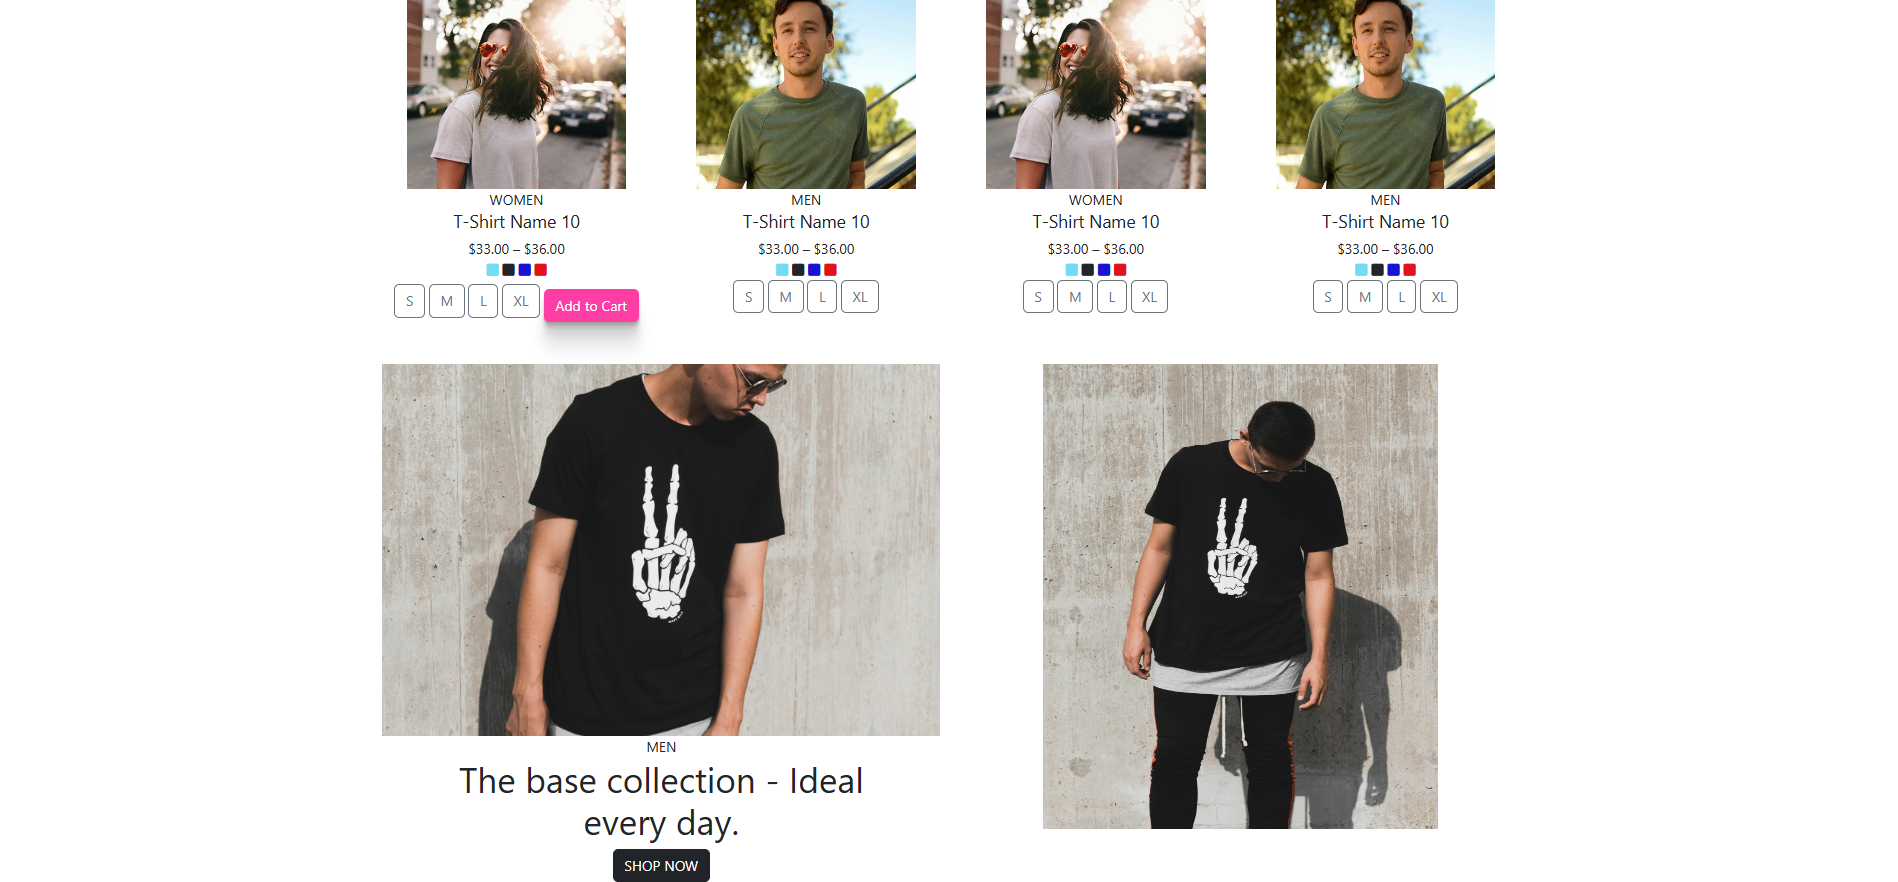 WOMEN
MEN
WOMEN
MEN
T-Shirt Name 10
T-Shirt Name 10
T-Shirt Name 10
T-Shirt Name 10
$33.00 – $36.00
$33.00 – $36.00
$33.00 – $36.00
$33.00 – $36.00
S M L XL Add to Cart
S M L XL
S M L XL
S M L XL
MEN
The base collection - Ideal
every day.
SHOP NOW